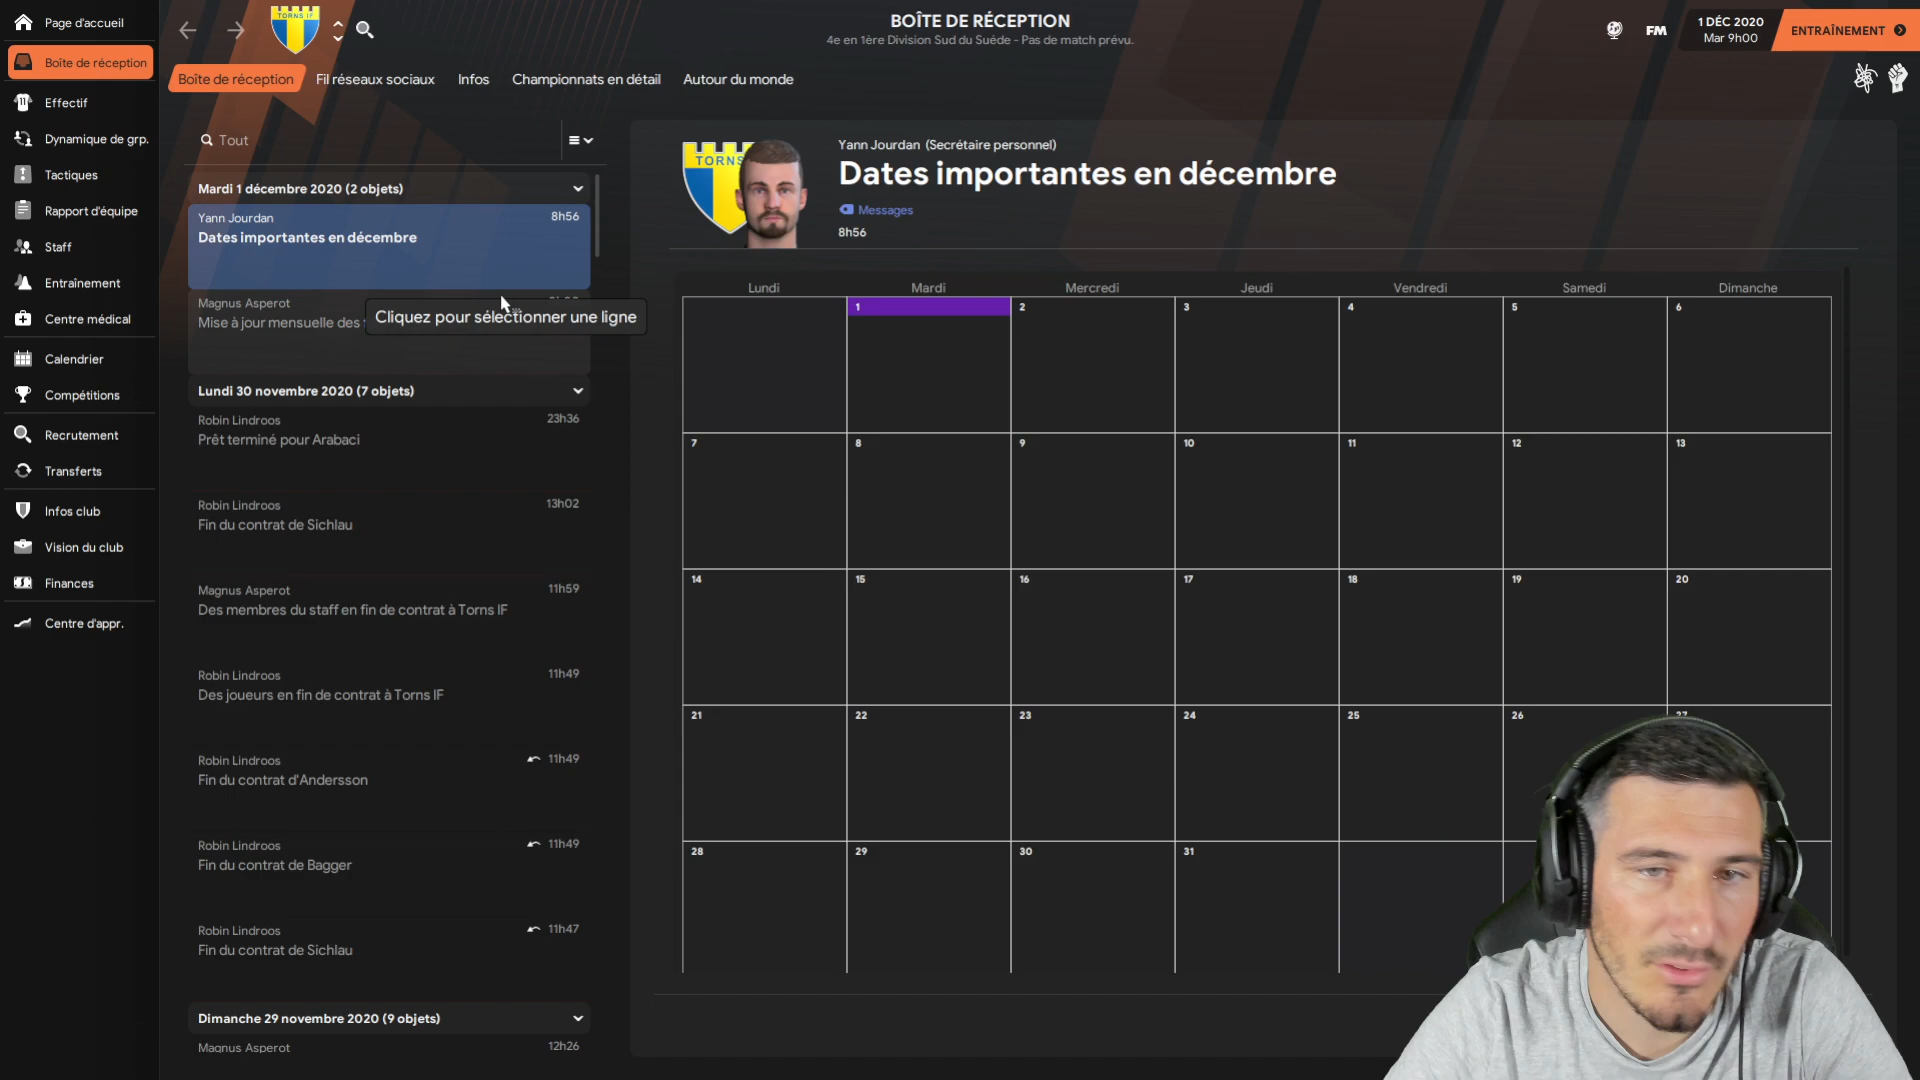 Page d'accueil
Boîte de réception
Effectif
Dynamique de grp.
Tactiques
Rapport d'équipe
Staff
Entraînement
Centre médical
Calendrier
Compétitions
Recrutement
Transferts
Infos club
Vision du club
Finances
Centre d'appr.
TORNS IF
BOÎTE DE RÉCEPTION
4e en 1ère Division Sud du Suède - Pas de match prévu.
FM
1 DÉC 2020
Mar 9h00
ENTRAÎNEMENT
Boîte de réception
Fil réseaux sociaux
Infos
Championnats en détail
Autour du monde
Tout
Mardi 1 décembre 2020 (2 objets)
Yann Jourdan 8h56
Dates importantes en décembre
Magnus Asperot
Mise à jour mensuelle des
Cliquez pour sélectionner une ligne
Lundi 30 novembre 2020 (7 objets)
Robin Lindroos 23h36
Prêt terminé pour Arabaci
Robin Lindroos 13h02
Fin du contrat de Sichlau
Magnus Asperot 11h59
Des membres du staff en fin de contrat à Torns IF
Robin Lindroos 11h49
Des joueurs en fin de contrat à Torns IF
Robin Lindroos 11h49
Fin du contrat d'Andersson
Robin Lindroos 11h49
Fin du contrat de Bagger
Robin Lindroos 11h47
Fin du contrat de Sichlau
Dimanche 29 novembre 2020 (9 objets)
Magnus Asperot 12h26
TORNS
Yann Jourdan (Secrétaire personnel)
Dates importantes en décembre
Messages
8h56
Lundi Mardi Mercredi Jeudi Vendredi Samedi Dimanche
1 2 3 4 5 6
7 8 9 10 11 12 13
14 15 16 17 18 19 20
21 22 23 24 25 26 27
28 29 30 31